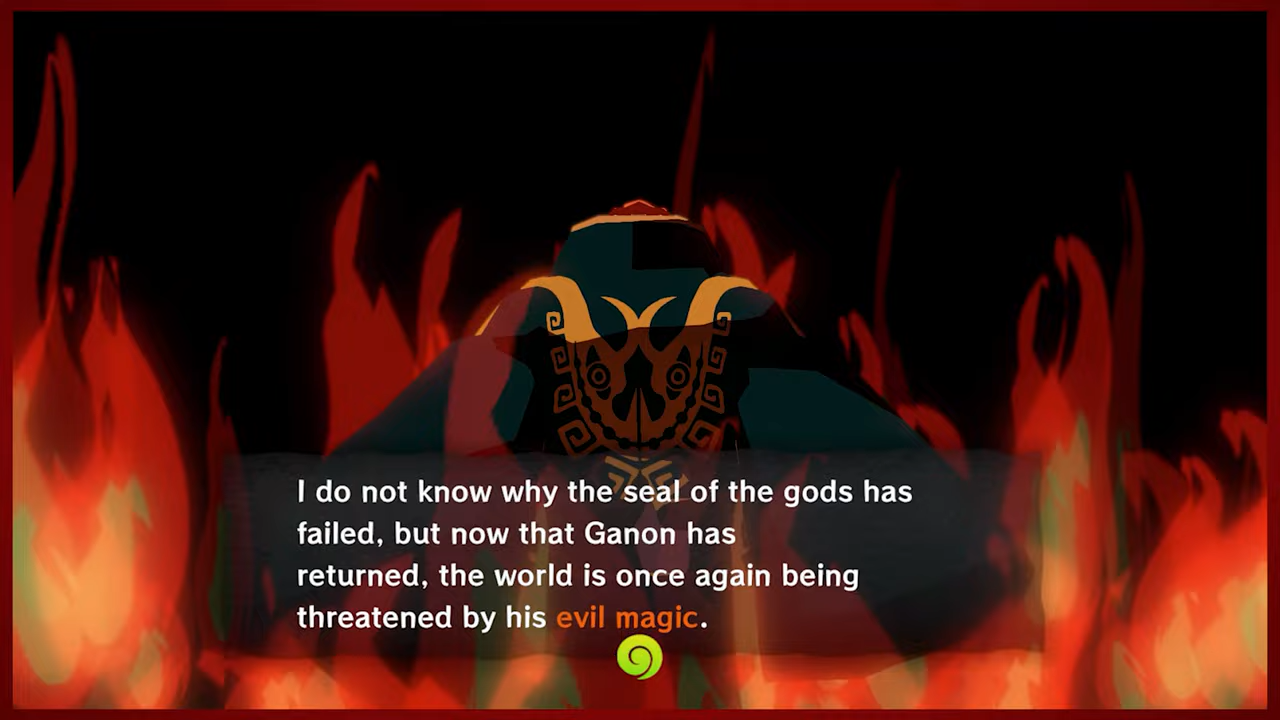 I do not know why the seal of the gods has
failed, but now that Ganon has
returned, the world is once again being
threatened by his evil magic.